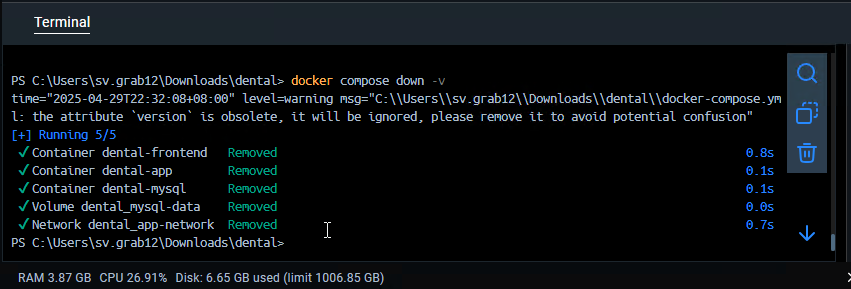 Terminal
PS C:\Users\sv.grab12\Downloads\dental> docker compose down -v
time="2025-04-29T22:32:08+08:00" level=warning msg="C:\\Users\\sv.grab12\\Downloads\\dental\\docker-compose.ym
l: the attribute `version` is obsolete, it will be ignored, please remove it to avoid potential confusion"
[+] Running 5/5
✓ Container dental-frontend Removed 0.8s
✓ Container dental-app Removed 0.1s
✓ Container dental-mysql Removed 0.1s
✓ Volume dental_mysql-data Removed 0.0s
✓ Network dental_app-network Removed 0.7s
PS C:\Users\sv.grab12\Downloads\dental>
RAM 3.87 GB CPU 26.91% Disk: 6.65 GB used (limit 1006.85 GB)